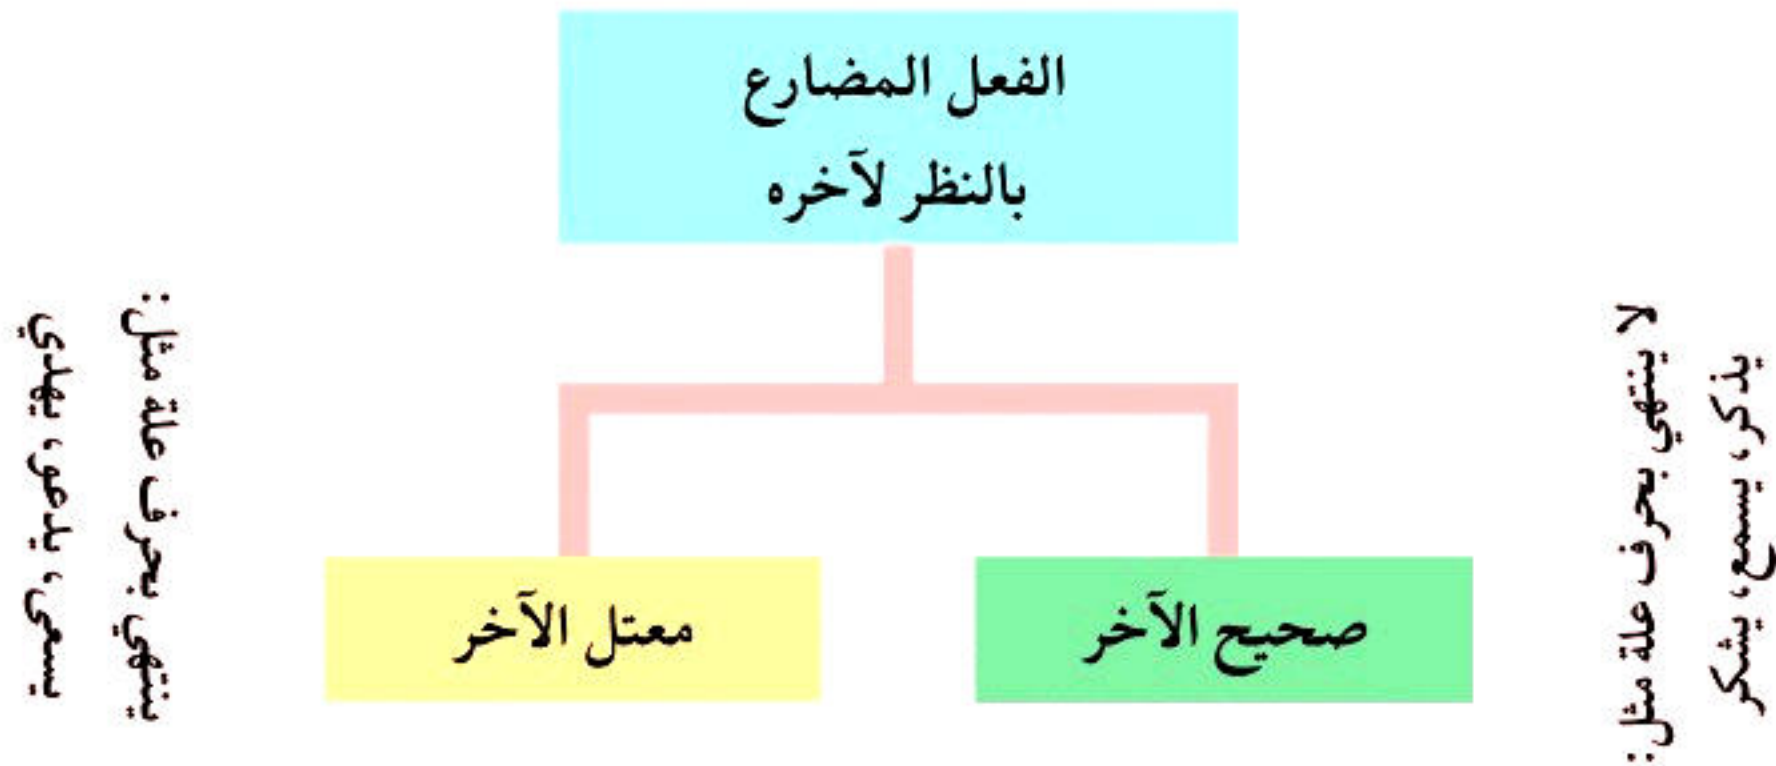 الفعل المضارع
بالنظر لآخره
صحيح الآخر
لا ينتهي بحرف علة مثل:
يذكر، يسمع، يشكر
معتل الآخر
ينتهي بحرف علة مثل:
يسعى، يدعو، يهدي